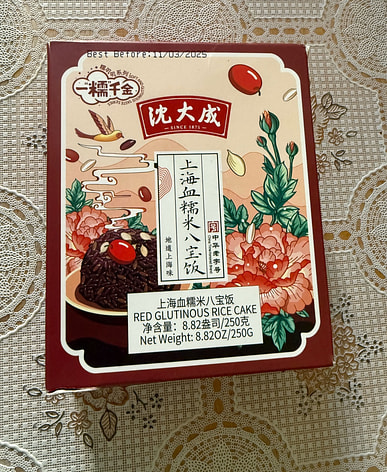 Best Before:11/03/2025
一糯千金
沈大成
SINCE 1875
上海血糯米八宝饭
地道上海味
中华老字号
上海血糯米八宝饭
RED GLUTINOUS RICE CAKE
净含量: 8.82盎司/250克
Net Weight: 8.82OZ/250G